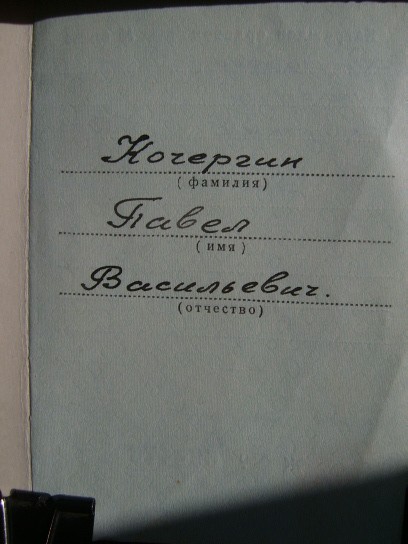 Кочергин
(фамилия)
Павел
(имя)
Васильевич.
(отчество)